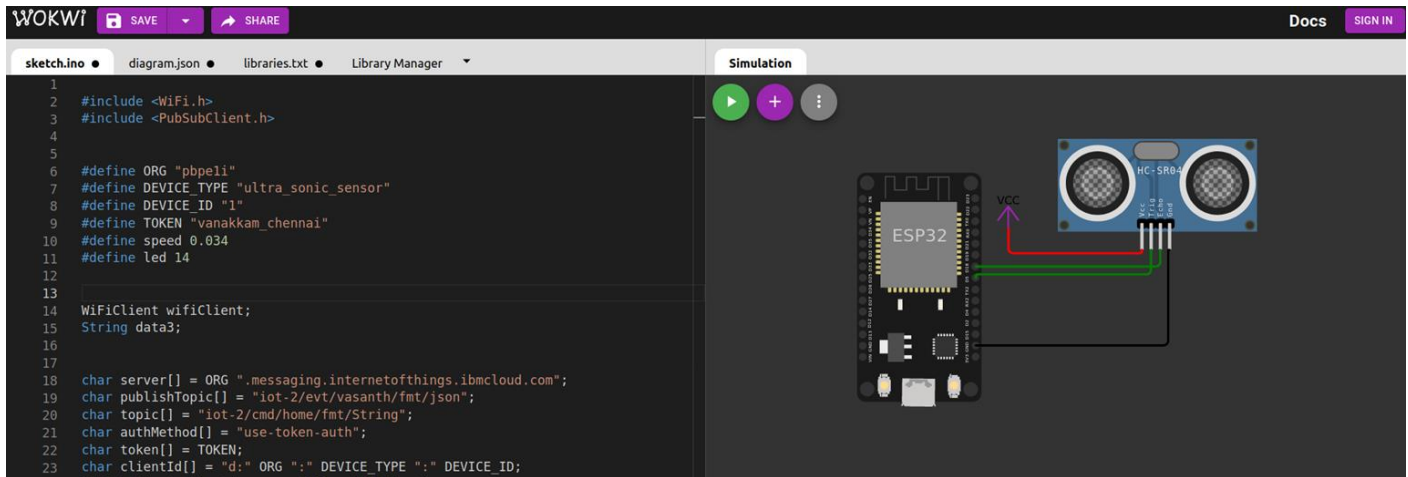 WOKWi SAVE SHARE Docs SIGN IN
sketch.ino ● diagram.json ● libraries.txt ● Library Manager Simulation
1
2 #include <WiFi.h>
3 #include <PubSubClient.h>
4
5
6 #define ORG "pbpe1i"
7 #define DEVICE_TYPE "ultra_sonic_sensor"
8 #define DEVICE_ID "1"
9 #define TOKEN "vanakkam_chennai"
10 #define speed 0.034
11 #define led 14
12
13
14 WiFiClient wifiClient;
15 String data3;
16
17
18 char server[] = ORG ".messaging.internetofthings.ibmcloud.com";
19 char publishTopic[] = "iot-2/evt/vasanth/fmt/json";
20 char topic[] = "iot-2/cmd/home/fmt/String";
21 char authMethod[] = "use-token-auth";
22 char token[] = TOKEN;
23 char clientId[] = "d:" ORG ":" DEVICE_TYPE ":" DEVICE_ID;
HC-SR04
Vcc
Trig
Echo
Gnd
VCC
ESP32